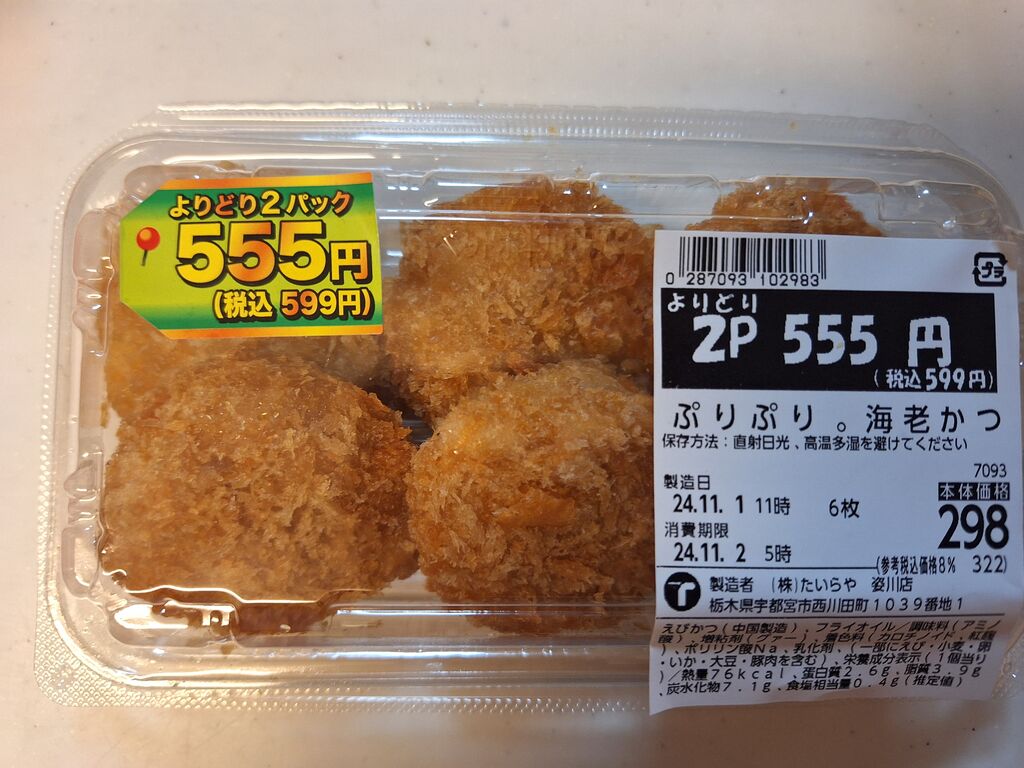 よりどり2パック
555円
(税込 599円)
0 287093 102983
プラ
よりどり
2P 555 円
(税込599円)
ぷりぷり。海老かつ
保存方法:直射日光、高温多湿を避けてください
7093
製造日
本体価格
24.11. 1 11時 6枚
298
消費期限
24.11. 2 5時
(参考税込価格8% 322)
製造者 (株)たいらや 姿川店
栃木県宇都宮市西川田町1039番地1
えびかつ(中国製造)、フライオイル/調味料(アミノ
酸)、増粘剤(グァー)、着色料(カロチノイド、紅麹
)、ポリリン酸Na、乳化剤、(一部にえび・小麦・卵
・いか・大豆・豚肉を含む)、栄養成分表示(1個当り
)/熱量76kcal、蛋白質2.6g、脂質3.9g
、炭水化物7.1g、食塩相当量0.4g(推定値)